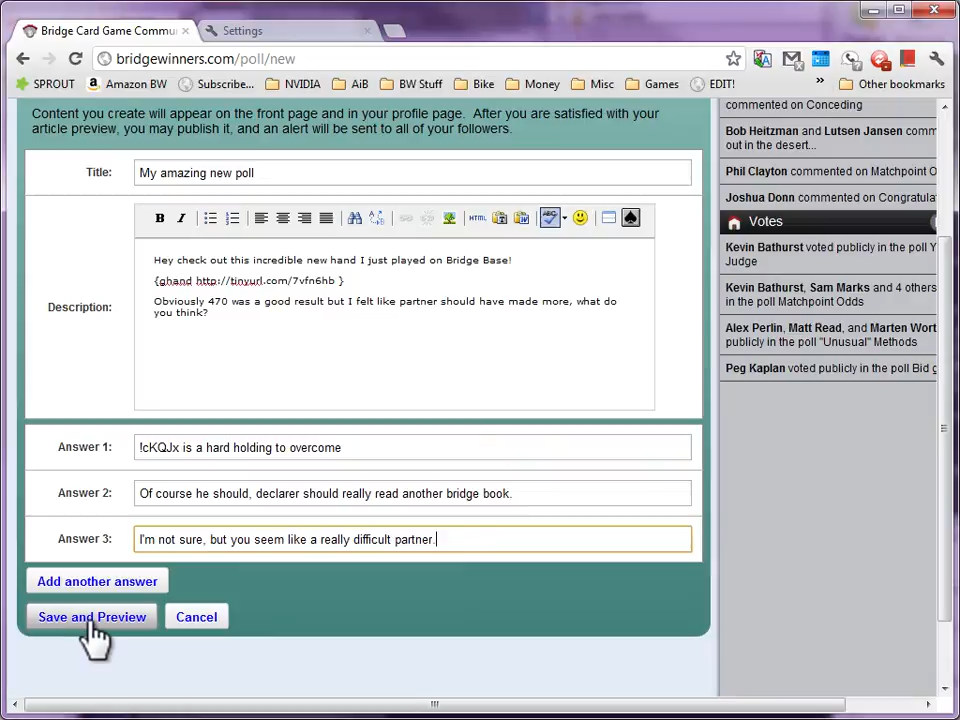 Bridge Card Game Commu
Settings
bridgewinners.com/poll/new
SPROUT
Amazon BW
Subscribe...
NVIDIA
AiB
BW Stuff
Bike
Money
Misc
Games
EDIT!
Other bookmarks
Content you create will appear on the front page and in your profile page. After you are satisfied with your
article preview, you may publish it, and an alert will be sent to all of your followers.
Title:
My amazing new poll
B I
HTML
ABC
Description:
Hey check out this incredible new hand I just played on Bridge Base!
{ghand http://tinyurl.com/7vfn6hb }
Obviously 470 was a good result but I felt like partner should have made more, what do
you think?
Answer 1:
!cKQJx is a hard holding to overcome
Answer 2:
Of course he should, declarer should really read another bridge book.
Answer 3:
I'm not sure, but you seem like a really difficult partner.
Add another answer
Save and Preview
Cancel
commented on Conceding
Bob Heitzman and Lutsen Jansen comm
out in the desert...
Phil Clayton commented on Matchpoint O
Joshua Donn commented on Congratula
Votes
Kevin Bathurst voted publicly in the poll Y
Judge
Kevin Bathurst, Sam Marks and 4 others
in the poll Matchpoint Odds
Alex Perlin, Matt Read, and Marten Wort
publicly in the poll "Unusual" Methods
Peg Kaplan voted publicly in the poll Bid g